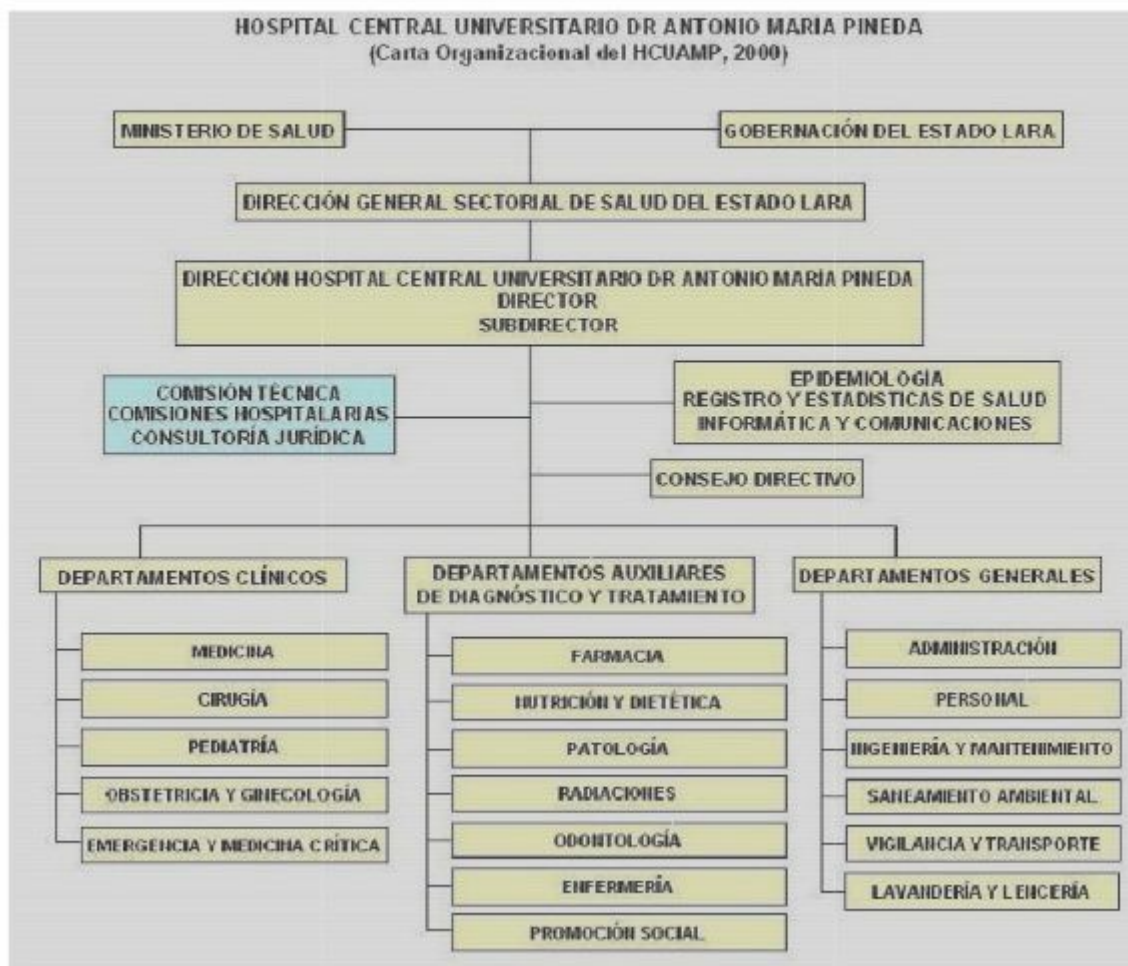 HOSPITAL CENTRAL UNIVERSITARIO DR ANTONIO MARÍA PINEDA
(Carta Organizacional del HCUAMP, 2000)
MINISTERIO DE SALUD
GOBERNACIÓN DEL ESTADO LARA
DIRECCIÓN GENERAL SECTORIAL DE SALUD DEL ESTADO LARA
DIRECCIÓN HOSPITAL CENTRAL UNIVERSITARIO DR ANTONIO MARÍA PINEDA
DIRECTOR
SUBDIRECTOR
COMISIÓN TÉCNICA
COMISIONES HOSPITALARIAS
CONSULTORÍA JURÍDICA
EPIDEMIOLOGÍA
REGISTRO Y ESTADISTICAS DE SALUD
INFORMÁTICA Y COMUNICACIONES
CONSEJO DIRECTIVO
DEPARTAMENTOS CLÍNICOS
MEDICINA
CIRUGÍA
PEDIATRÍA
OBSTETRICIA Y GINECOLOGÍA
EMERGENCIA Y MEDICINA CRÍTICA
DEPARTAMENTOS AUXILIARES
DE DIAGNÓSTICO Y TRATAMIENTO
FARMACIA
NUTRICIÓN Y DIETÉTICA
PATOLOGÍA
RADIACIONES
ODONTOLOGÍA
ENFERMERÍA
PROMOCIÓN SOCIAL
DEPARTAMENTOS GENERALES
ADMINISTRACIÓN
PERSONAL
INGENIERÍA Y MANTENIMIENTO
SANEAMIENTO AMBIENTAL
VIGILANCIA Y TRANSPORTE
LAVANDERÍA Y LENCERÍA